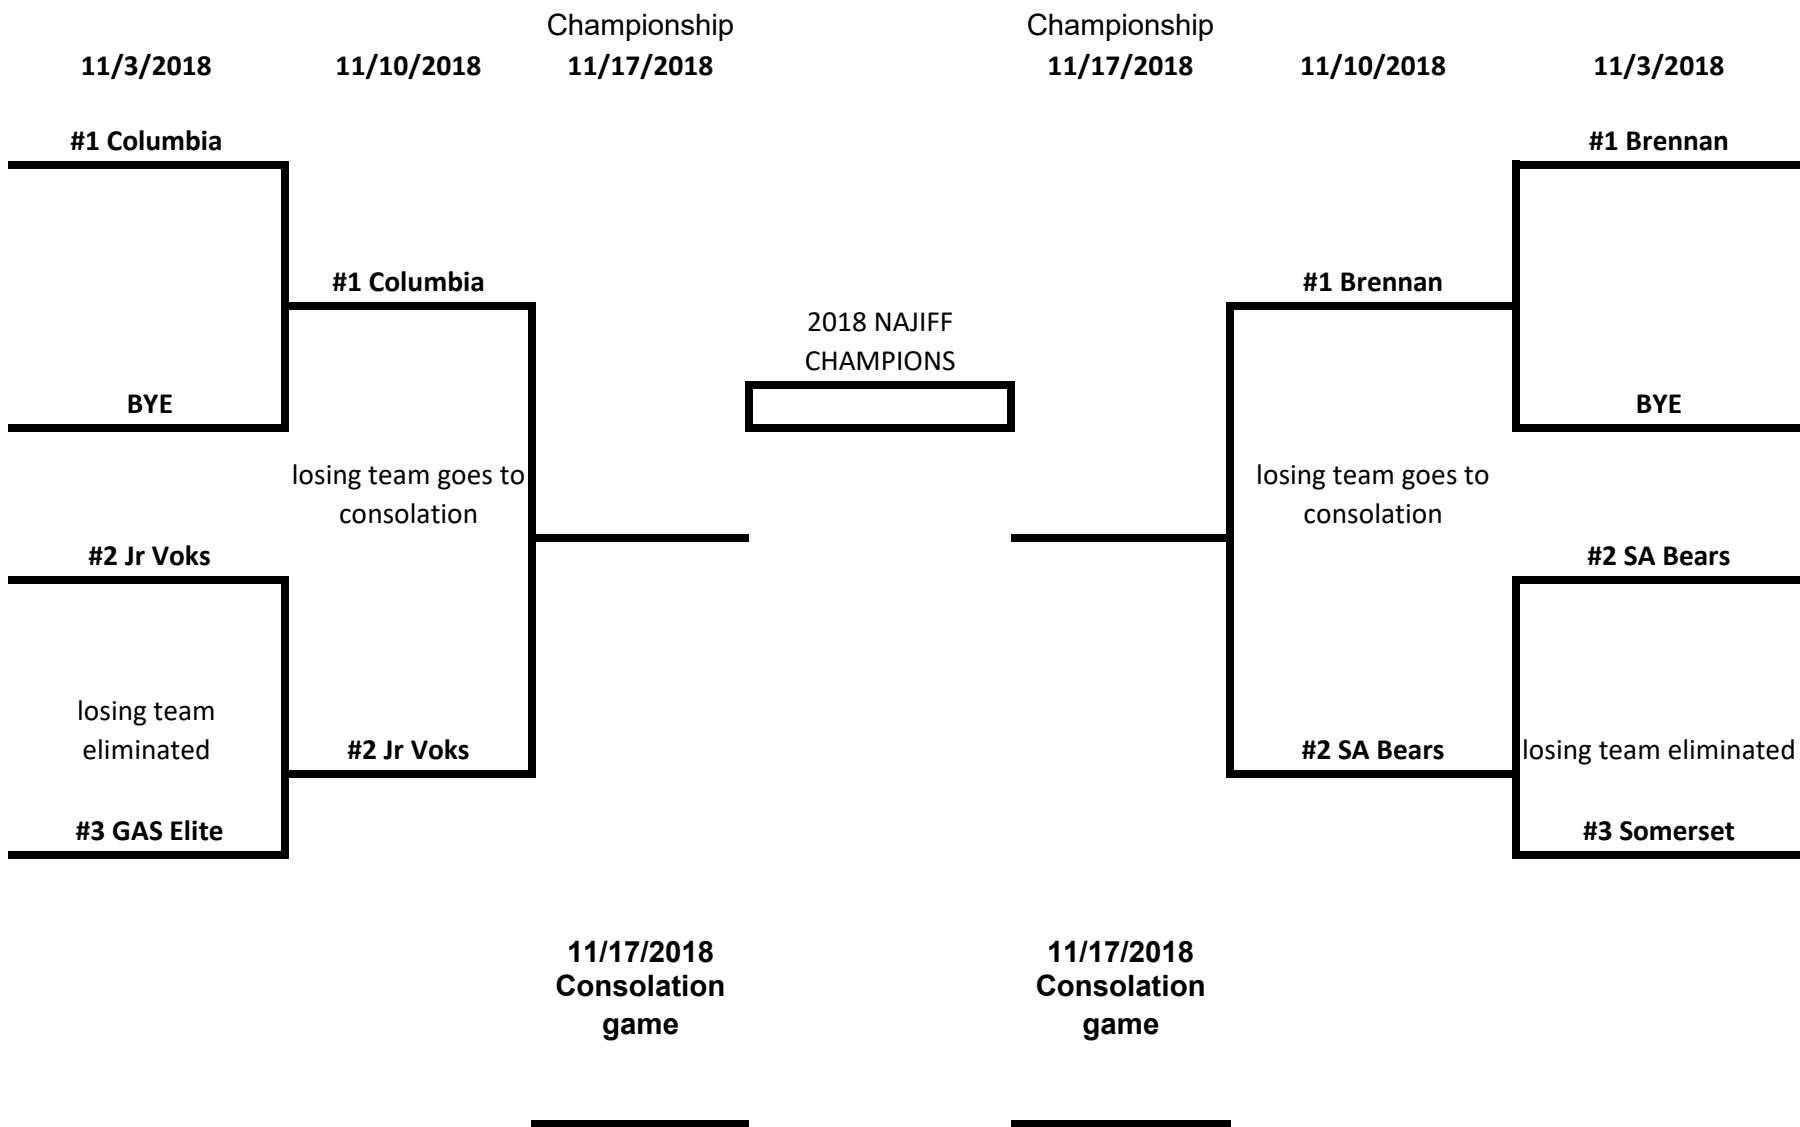 Championship
Championship
11/3/2018
11/10/2018
11/17/2018
11/17/2018
11/10/2018
11/3/2018
#1 Columbia
#1 Brennan
#1 Columbia
#1 Brennan
2018 NAJIFF
CHAMPIONS
BYE
BYE
losing team goes to
consolation
losing team goes to
consolation
#2 Jr Voks
#2 SA Bears
losing team
eliminated
#2 Jr Voks
#2 SA Bears
losing team eliminated
#3 GAS Elite
#3 Somerset
11/17/2018
Consolation
game
11/17/2018
Consolation
game